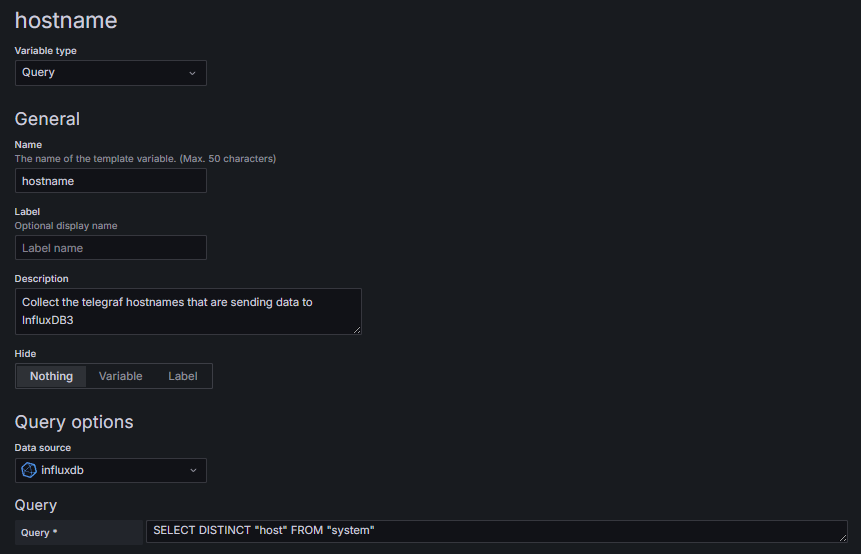 hostname
Variable type
Query
General
Name
The name of the template variable. (Max. 50 characters)
hostname
Label
Optional display name
Label name
Description
Collect the telegraf hostnames that are sending data to
InfluxDB3
Hide
Nothing Variable Label
Query options
Data source
influxdb
Query
Query * SELECT DISTINCT "host" FROM "system"